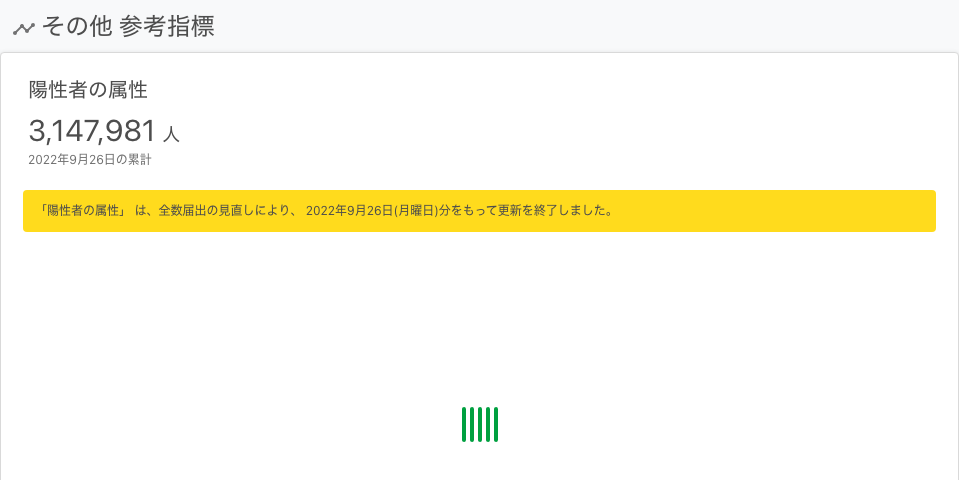 その他 参考指標
陽性者の属性
3,147,981 人
2022年9月26日の累計
「陽性者の属性」 は、全数届出の見直しにより、 2022年9月26日(月曜日)分をもって更新を終了しました。